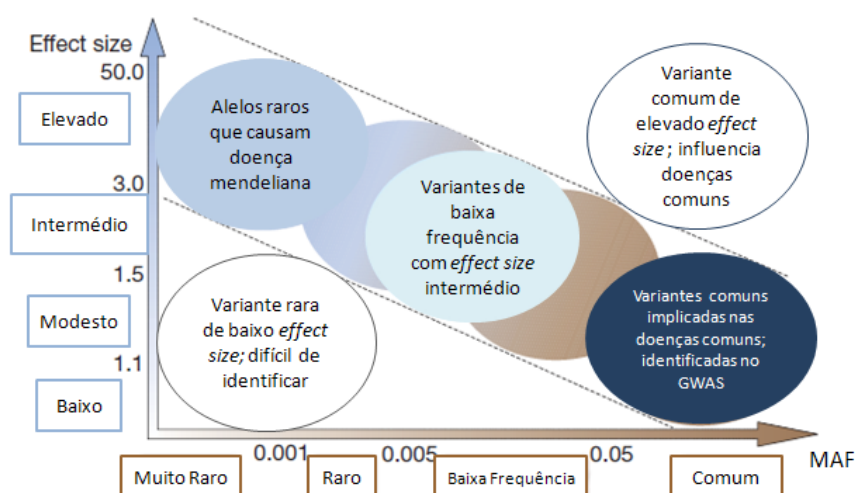 Effect size
50.0
Elevado
3.0
Intermédio
1.5
Modesto
1.1
Baixo
Alelos raros
que causam
doença
mendeliana
Variantes de
baixa
frequência
com effect size
intermédio
Variante
comum de
elevado effect
size ; influencia
doenças
comuns
Variante rara
de baixo effect
size; difícil de
identificar
Variantes comuns
implicadas nas
doenças comuns;
identificadas no
GWAS
0.001
0.005
0.05
MAF
Muito Raro
Raro
Baixa Frequência
Comum